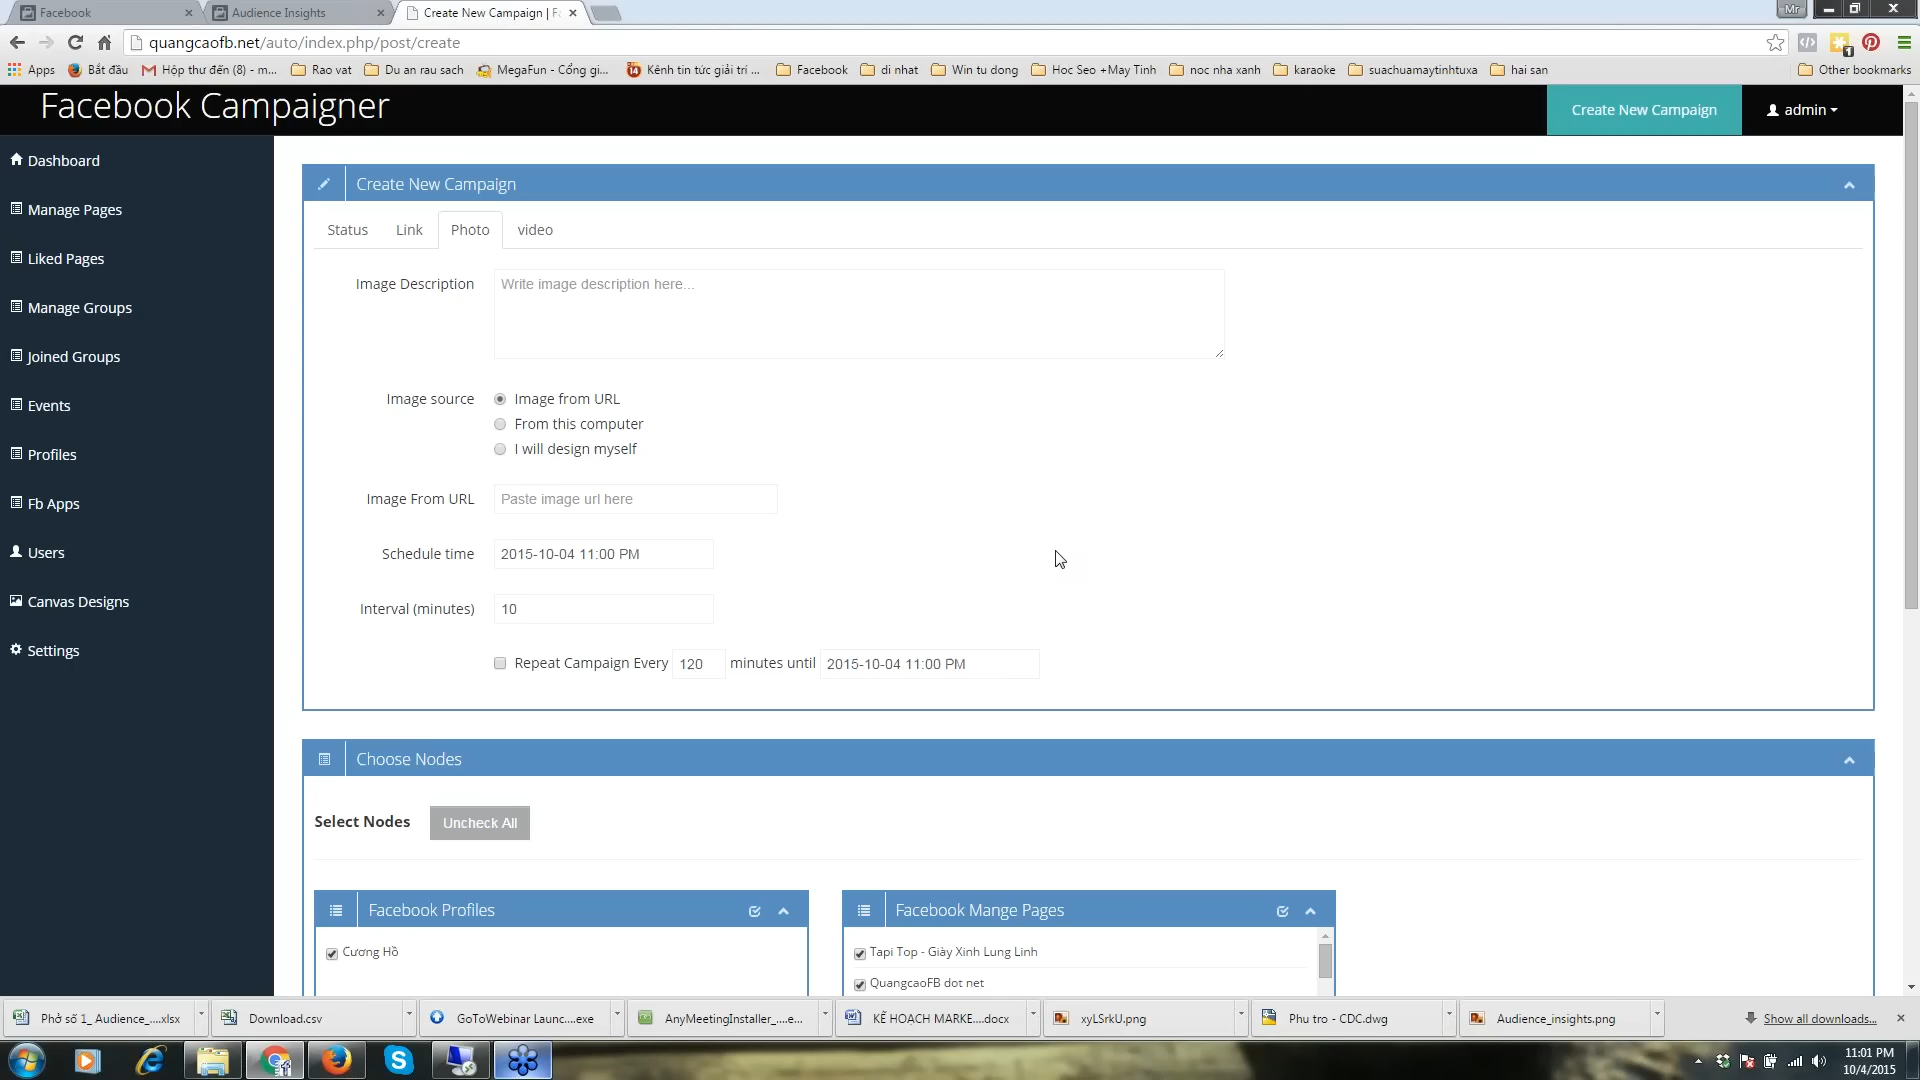 Facebook
Audience Insights
Create New Campaign | F
Mr
quangcaofb.net/auto/index.php/post/create
1
Apps
Bắt đầu
Hộp thư đến (8) - m...
Rao vat
Du an rau sach
MegaFun - Cổng gi...
Kênh tin tức giải trí ...
Facebook
di nhat
Win tu dong
Hoc Seo +May Tinh
noc nha xanh
karaoke
suachuamaytinhtuxa
hai san
Other bookmarks
Facebook Campaigner
Create New Campaign
admin
Dashboard
Manage Pages
Liked Pages
Manage Groups
Joined Groups
Events
Profiles
Fb Apps
Users
Canvas Designs
Settings
Create New Campaign
Status
Link
Photo
video
Image Description
Write image description here...
Image source
Image from URL
From this computer
I will design myself
Image From URL
Paste image url here
Schedule time
2015-10-04 11:00 PM
Interval (minutes)
10
Repeat Campaign Every 120 minutes until 2015-10-04 11:00 PM
Choose Nodes
Select Nodes
Uncheck All
Facebook Profiles
Cương Hồ
Facebook Mange Pages
Tapi Top - Giày Xinh Lung Linh
QuangcaoFB dot net
Phở số 1_ Audience_....xlsx
Download.csv
GoToWebinar Launc....exe
AnyMeetingInstaller_....e...
KẾ HOẠCH MARKE....docx
xyLSrkU.png
Phu tro - CDC.dwg
Audience_insights.png
Show all downloads...
11:01 PM
10/4/2015